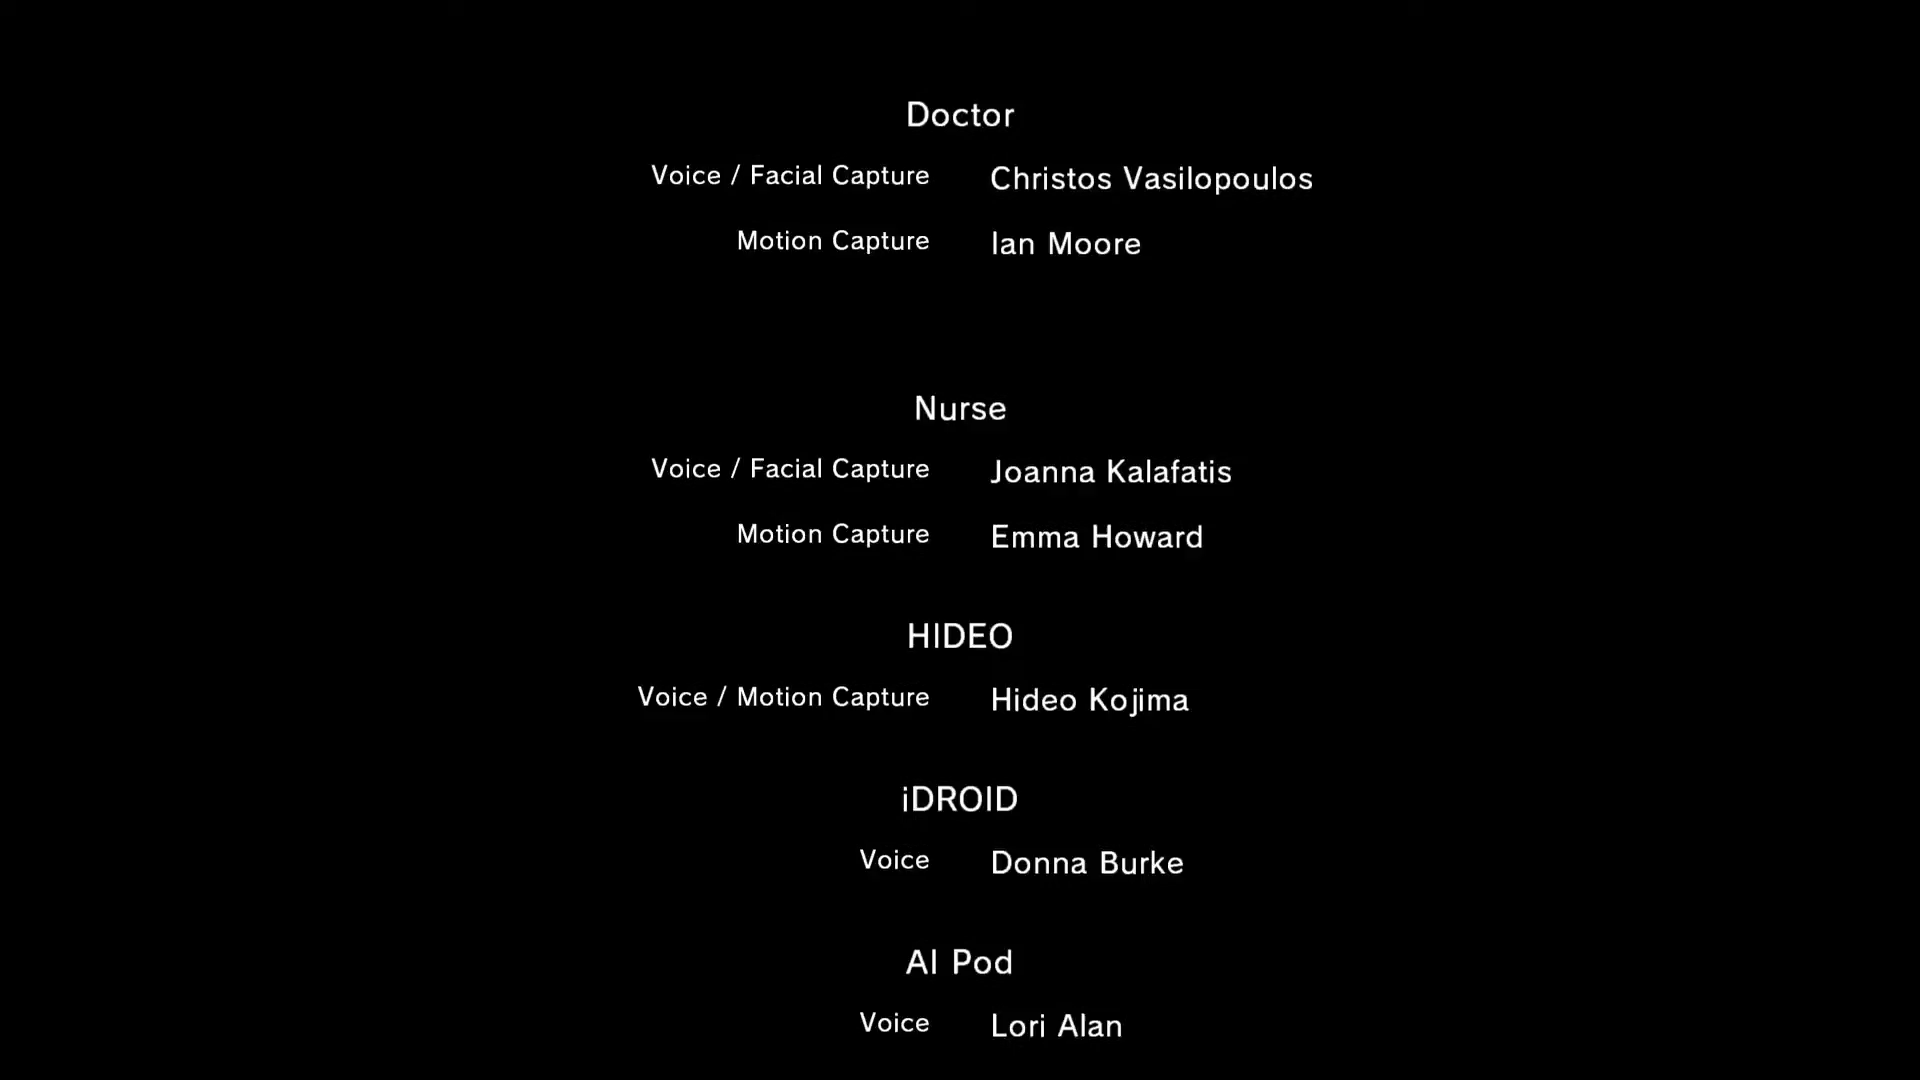 Doctor
Voice / Facial Capture Christos Vasilopoulos
Motion Capture Ian Moore
Nurse
Voice / Facial Capture Joanna Kalafatis
Motion Capture Emma Howard
HIDEO
Voice / Motion Capture Hideo Kojima
iDROID
Voice Donna Burke
AI Pod
Voice Lori Alan